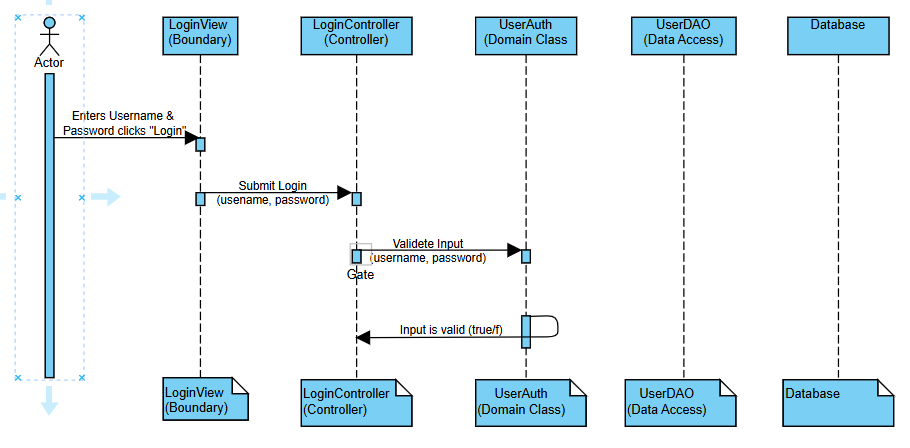 LoginView
(Boundary)
LoginController
(Controller)
UserAuth
(Domain Class
UserDAO
(Data Access)
Database
Actor
Enters Username &
Password clicks "Login"
Submit Login
(usename, password)
Validete Input
(username, password)
Gate
Input is valid (true/f)
LoginView
(Boundary)
LoginController
(Controller)
UserAuth
(Domain Class)
UserDAO
(Data Access)
Database